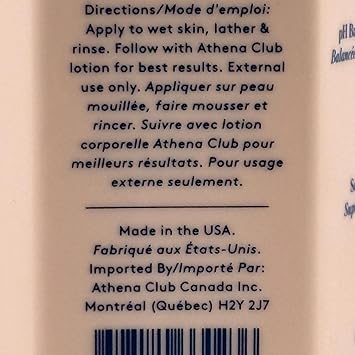 Directions/Mode d'emploi:
Apply to wet skin, lather &
rinse. Follow with Athena Club
lotion for best results. External
use only. Appliquer sur peau
mouillée, faire mousser et
rincer. Suivre avec lotion
corporelle Athena Club pour
meilleurs résultats. Pour usage
externe seulement.
Made in the USA.
Fabriqué aux États-Unis.
Imported By/Importé Par:
Athena Club Canada Inc.
Montréal (Québec) H2Y 2J7
pH